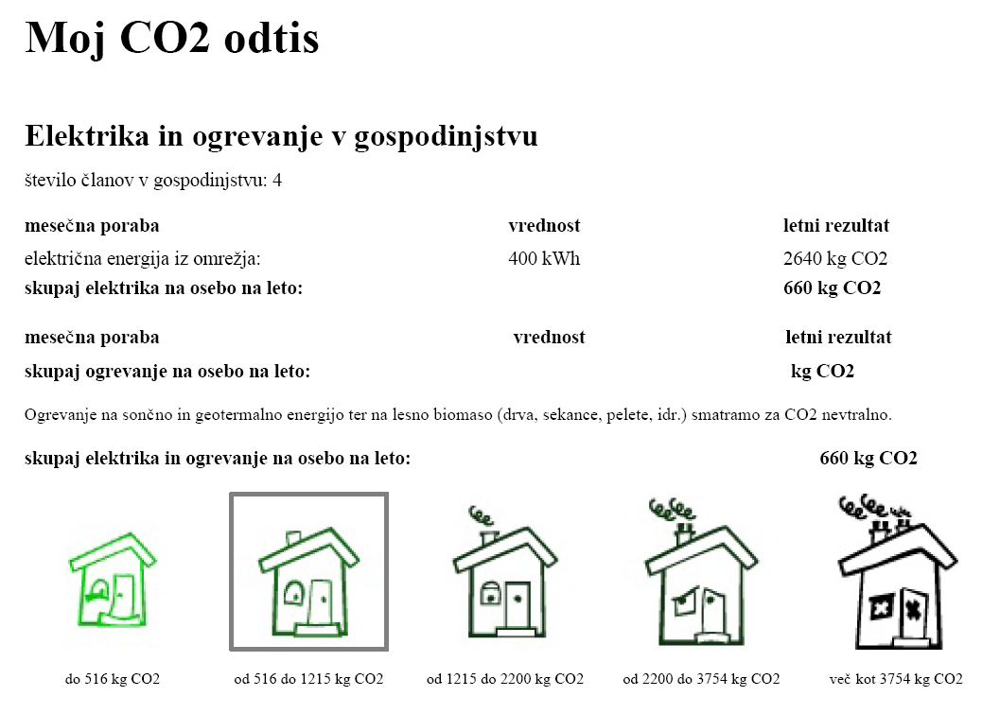 Moj CO2 odtis
Elektrika in ogrevanje v gospodinjstvu
število članov v gospodinjstvu: 4
mesečna poraba vrednost letni rezultat
električna energija iz omrežja: 400 kWh 2640 kg CO2
skupaj elektrika na osebo na leto: 660 kg CO2
mesečna poraba vrednost letni rezultat
skupaj ogrevanje na osebo na leto: kg CO2
Ogrevanje na sončno in geotermalno energijo ter na lesno biomaso (drva, sekance, pelete, idr.) smatramo za CO2 nevtralno.
skupaj elektrika in ogrevanje na osebo na leto: 660 kg CO2
do 516 kg CO2 od 516 do 1215 kg CO2 od 1215 do 2200 kg CO2 od 2200 do 3754 kg CO2 več kot 3754 kg CO2